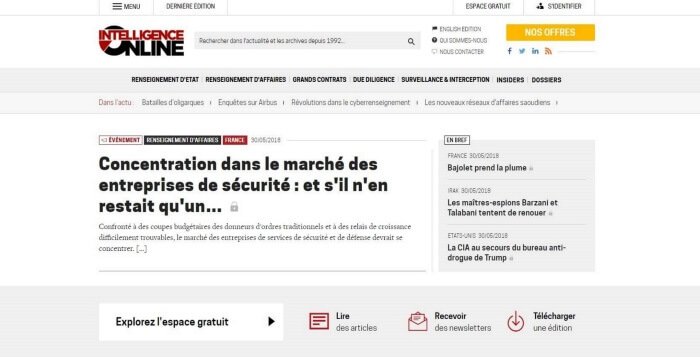 MENU
DERNIÈRE ÉDITION
ESPACE GRATUIT
S'IDENTIFIER
INTELLIGENCE
ONLINE
Rechercher dans l'actualité et les archives depuis 1992...
ENGLISH EDITION
QUI SOMMES-NOUS
NOUS CONTACTER
NOS OFFRES
RENSEIGNEMENT D'ETAT RENSEIGNEMENT D'AFFAIRES GRANDS CONTRATS DUE DILIGENCE SURVEILLANCE & INTERCEPTION INSIDERS DOSSIERS
Dans l'actu Batailles d'oligarques Enquêtes sur Airbus Révolutions dans le cyberrenseignement Les nouveaux réseaux d'affaires saoudiens
ÉVÉNEMENT RENSEIGNEMENT D'AFFAIRES FRANCE 30/05/2018
Concentration dans le marché des
entreprises de sécurité : et s'il n'en
restait qu'un...
Confronté à des coupes budgétaires des donneurs d'ordres traditionnels et à des relais de croissance
difficilement trouvables, le marché des entreprises de services de sécurité et défense devrait se
concentrer. [...]
EN BREF
FRANCE 30/05/2018
Bajolet prend la plume
IRAK 30/05/2018
Les maîtres-espions Barzani et
Talabani tentent de renouer
ETATS-UNIS 30/05/2018
La CIA au secours du bureau anti-
drogue de Trump
Explorez l'espace gratuit
Lire
des articles
Recevoir
des newsletters
Télécharger
une édition